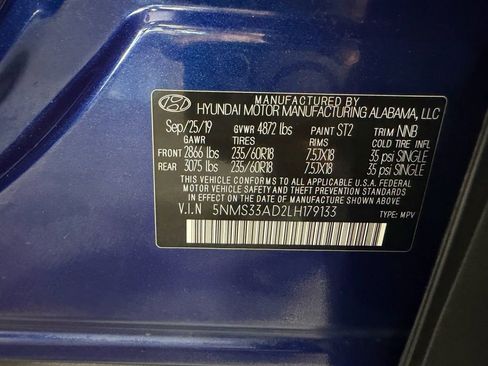 MANUFACTURED BY
HYUNDAI MOTOR MANUFACTURING ALABAMA, LLC
Sep/25/19 GVWR 4872 lbs PAINT ST2 TRIM NNB
GAWR TIRES RIMS COLD TIRE INFL
FRONT 2866 lbs 235/60R18 7.5JX18 35 psi SINGLE
REAR 3075 lbs 235/60R18 7.5JX18 35 psi SINGLE
THIS VEHICLE CONFORMS TO ALL APPLICABLE U.S.A. FEDERAL
MOTOR VEHICLE SAFETY AND THEFT PREVENTION STANDARDS
IN EFFECT ON THE DATE OF MANUFACTURE SHOWN ABOVE.
V.I.N 5NMS33AD2LH179133
TYPE: MPV